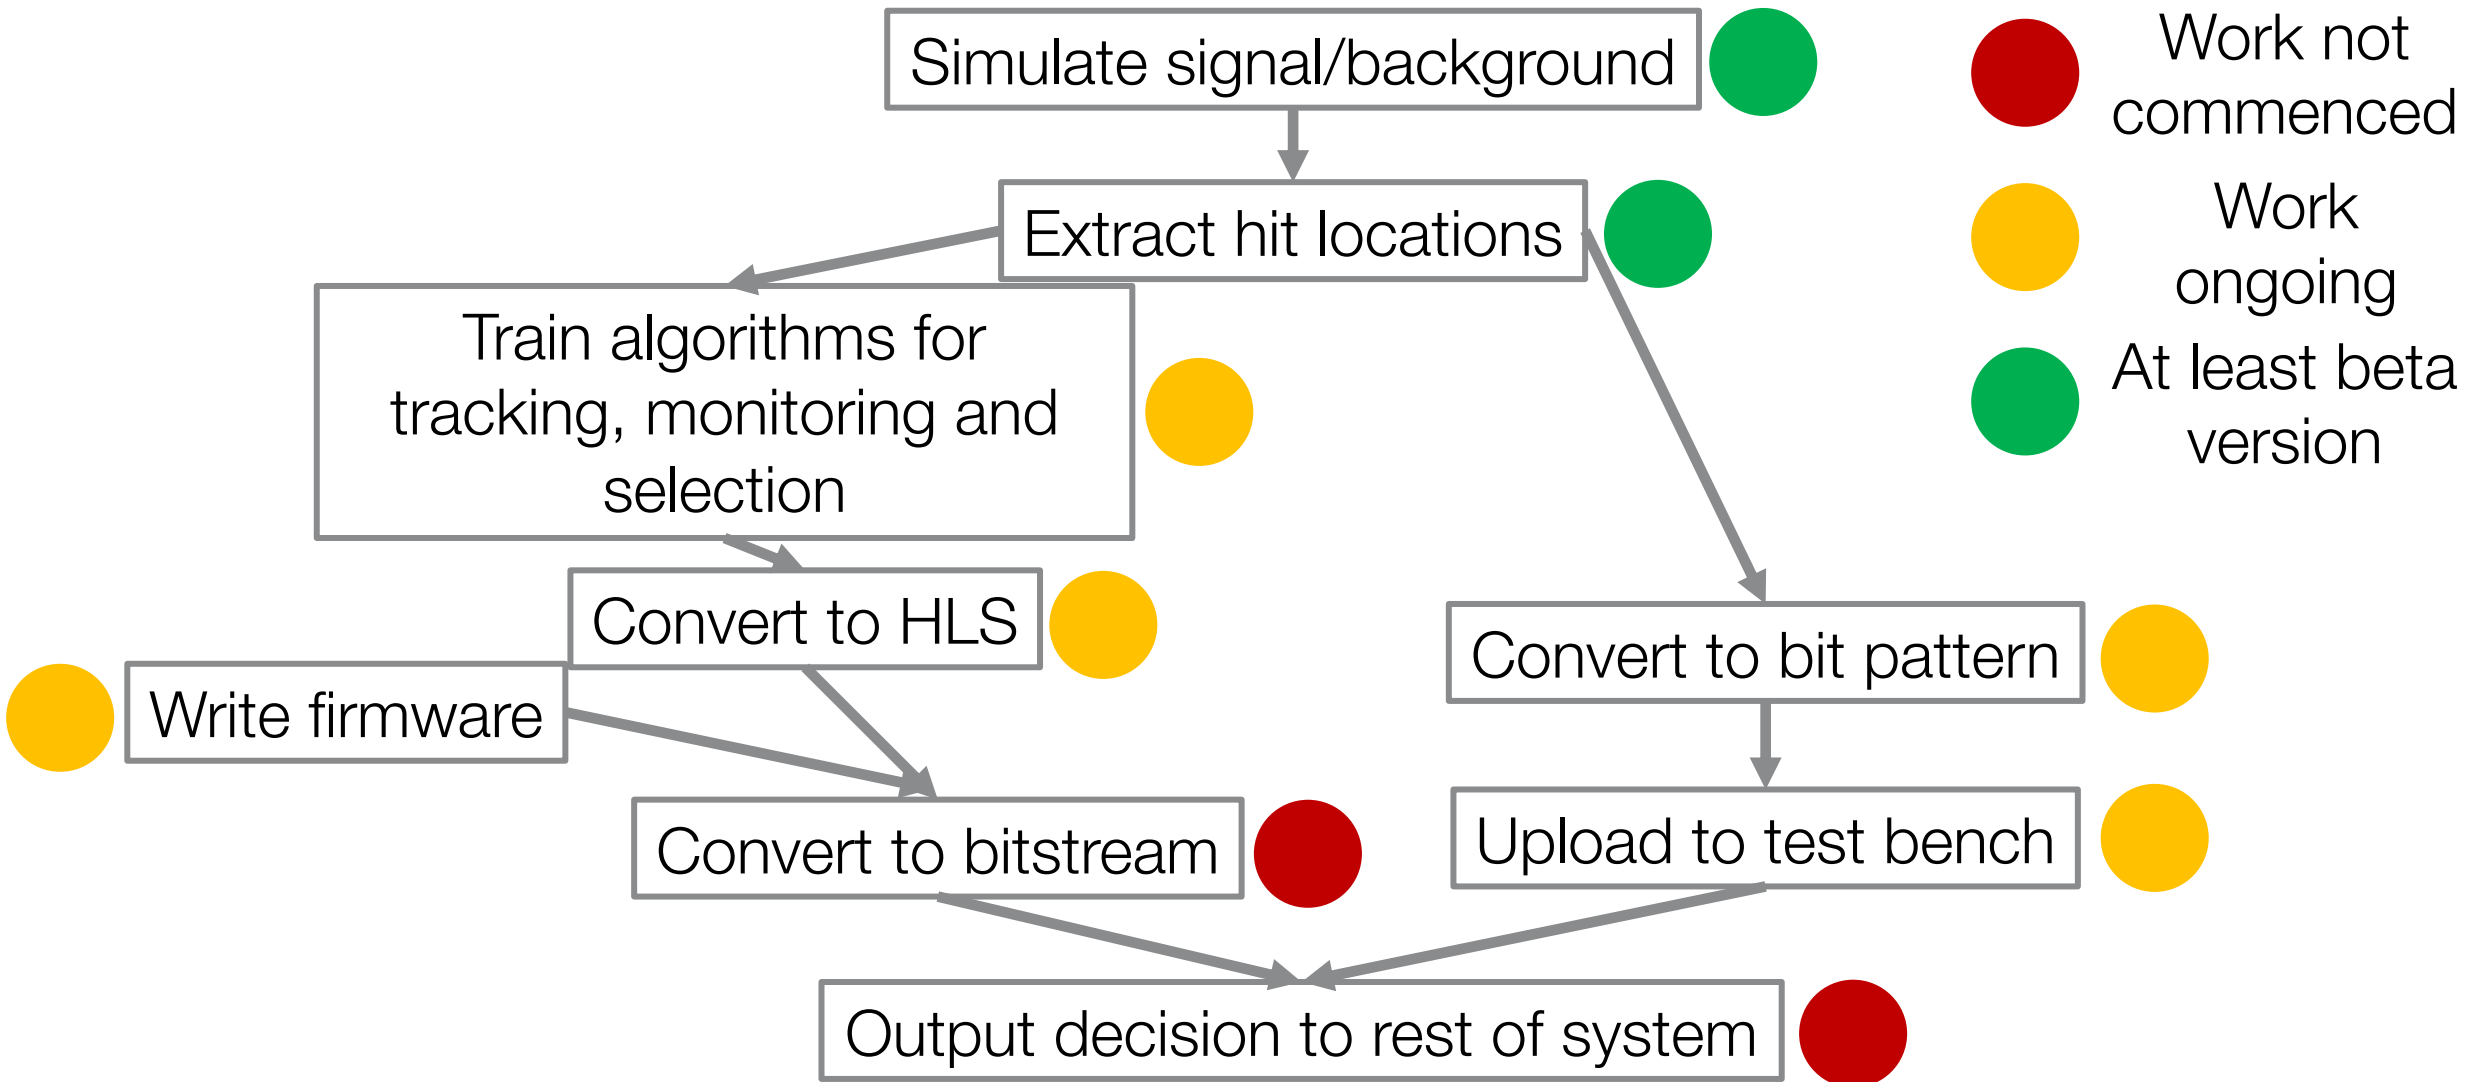 Simulate signal/background
Work not
commenced
Extract hit locations
Work
ongoing
Train algorithms for
tracking, monitoring and
selection
At least beta
version
Convert to HLS
Convert to bit pattern
Write firmware
Convert to bitstream
Upload to test bench
Output decision to rest of system